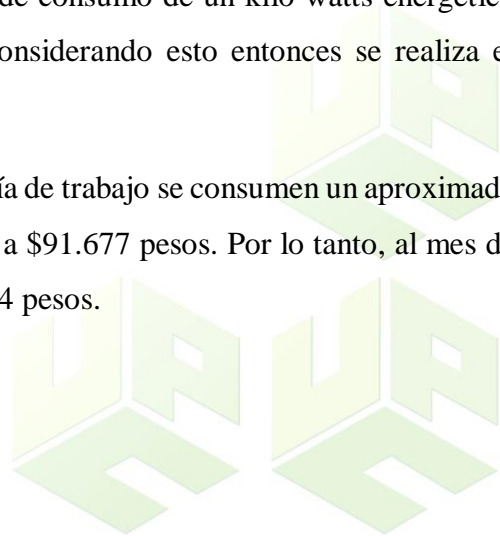 de consumo de un kilo watts energétic
onsiderando esto entonces se realiza e
ía de trabajo se consumen un aproximad
a $91.677 pesos. Por lo tanto, al mes d
4 pesos.